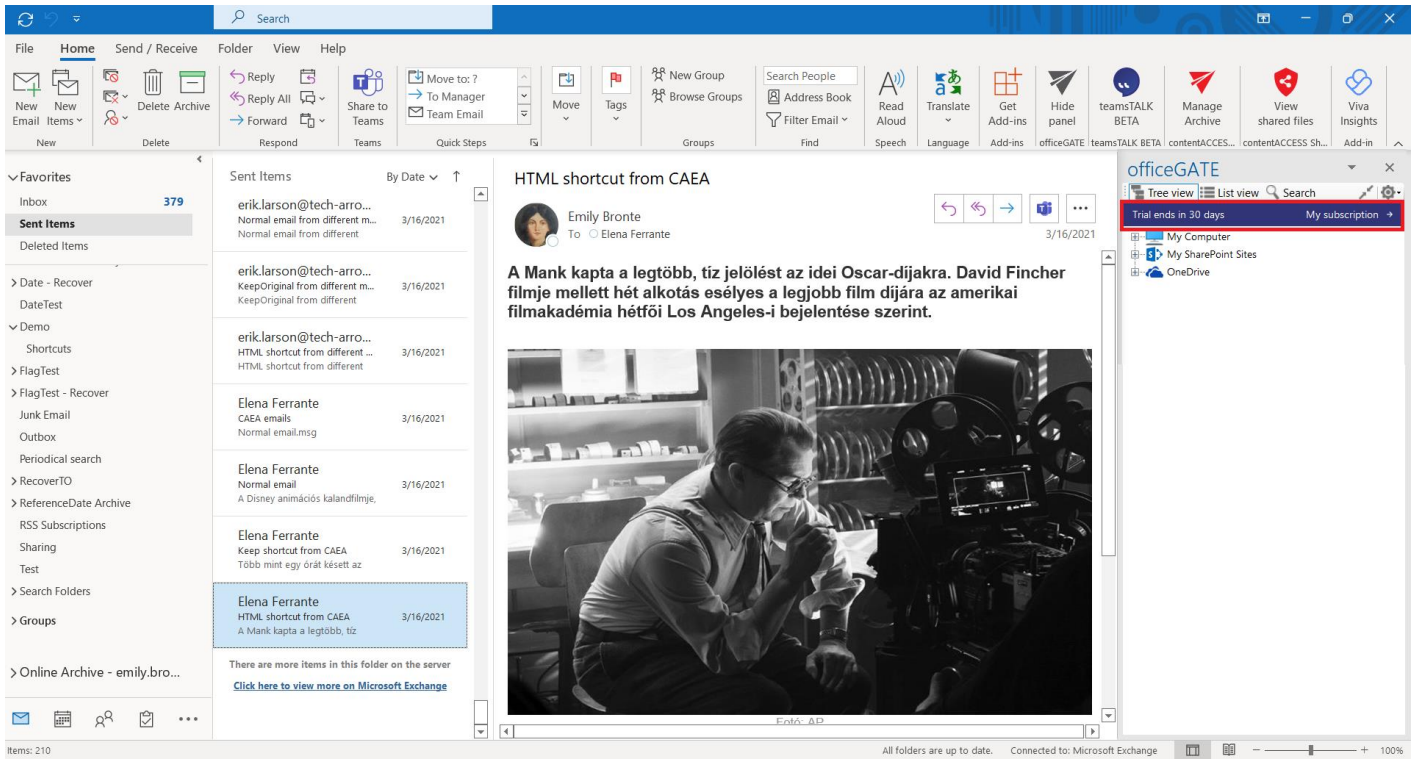 Search
File Home Send / Receive Folder View Help
New Email
New Items
Delete
Archive
Reply
Reply All
Forward
Share to Teams
Move to: ?
To Manager
Team Email
Move
Tags
New Group
Browse Groups
Search People
Address Book
Filter Email
Read Aloud
Translate
Get Add-ins
Hide panel
teamsTALK BETA
Manage Archive
View shared files
Viva Insights
New Delete Respond Teams Quick Steps Groups Find Speech Language Add-ins officeGATE teamsTALK BETA contentACCES... contentACCESS Sh... Add-in
Favorites
Inbox 379
Sent Items
Deleted Items
Date - Recover
DateTest
Demo
Shortcuts
FlagTest
FlagTest - Recover
Junk Email
Outbox
Periodical search
RecoverTO
ReferenceDate Archive
RSS Subscriptions
Sharing
Test
Search Folders
Groups
Online Archive - emily.bro...
Sent Items By Date
erik.larson@tech-arro...
Normal email from different m... 3/16/2021
Normal email from different
erik.larson@tech-arro...
KeepOriginal from different m... 3/16/2021
KeepOriginal from different
erik.larson@tech-arro...
HTML shortcut from different ... 3/16/2021
HTML shortcut from different
Elena Ferrante
CAEA emails 3/16/2021
Normal email.msg
Elena Ferrante
Normal email 3/16/2021
A Disney animációs kalandfilmje,
Elena Ferrante
Keep shortcut from CAEA 3/16/2021
Több mint egy órát késett az
Elena Ferrante
HTML shortcut from CAEA 3/16/2021
A Mank kapta a legtöbb, tíz
There are more items in this folder on the server
Click here to view more on Microsoft Exchange
HTML shortcut from CAEA
Emily Bronte
To Elena Ferrante
3/16/2021
A Mank kapta a legtöbb, tíz jelölést az idei Oscar-díjakra. David Fincher
filmje mellett hét alkotás esélyes a legjobb film díjára az amerikai
filmakadémia hétfői Los Angeles-i bejelentése szerint.
Fotó: AP
officeGATE
Tree view List view Search
Trial ends in 30 days My subscription
My Computer
My SharePoint Sites
OneDrive
Items: 210
All folders are up to date. Connected to: Microsoft Exchange 100%